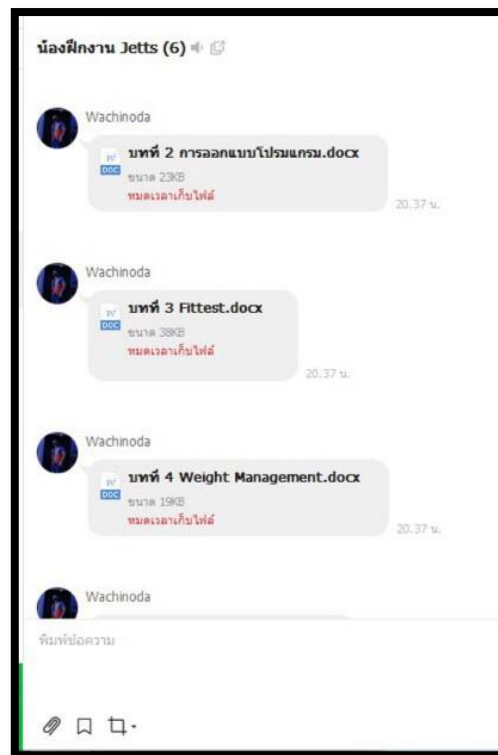 น้องฝึกงาน Jetts (6)
Wachinoda
บทที่ 2 การออกแบบโปรมแกรม.docx
DOC
ขนาด 23KB
หมดเวลาเก็บไฟล์
20.37 น.
Wachinoda
บทที่ 3 Fittest.docx
DOC
ขนาด 38KB
หมดเวลาเก็บไฟล์
20.37 น.
Wachinoda
บทที่ 4 Weight Management.docx
DOC
ขนาด 19KB
หมดเวลาเก็บไฟล์
20.37 น.
Wachinoda
พิมพ์ข้อความ